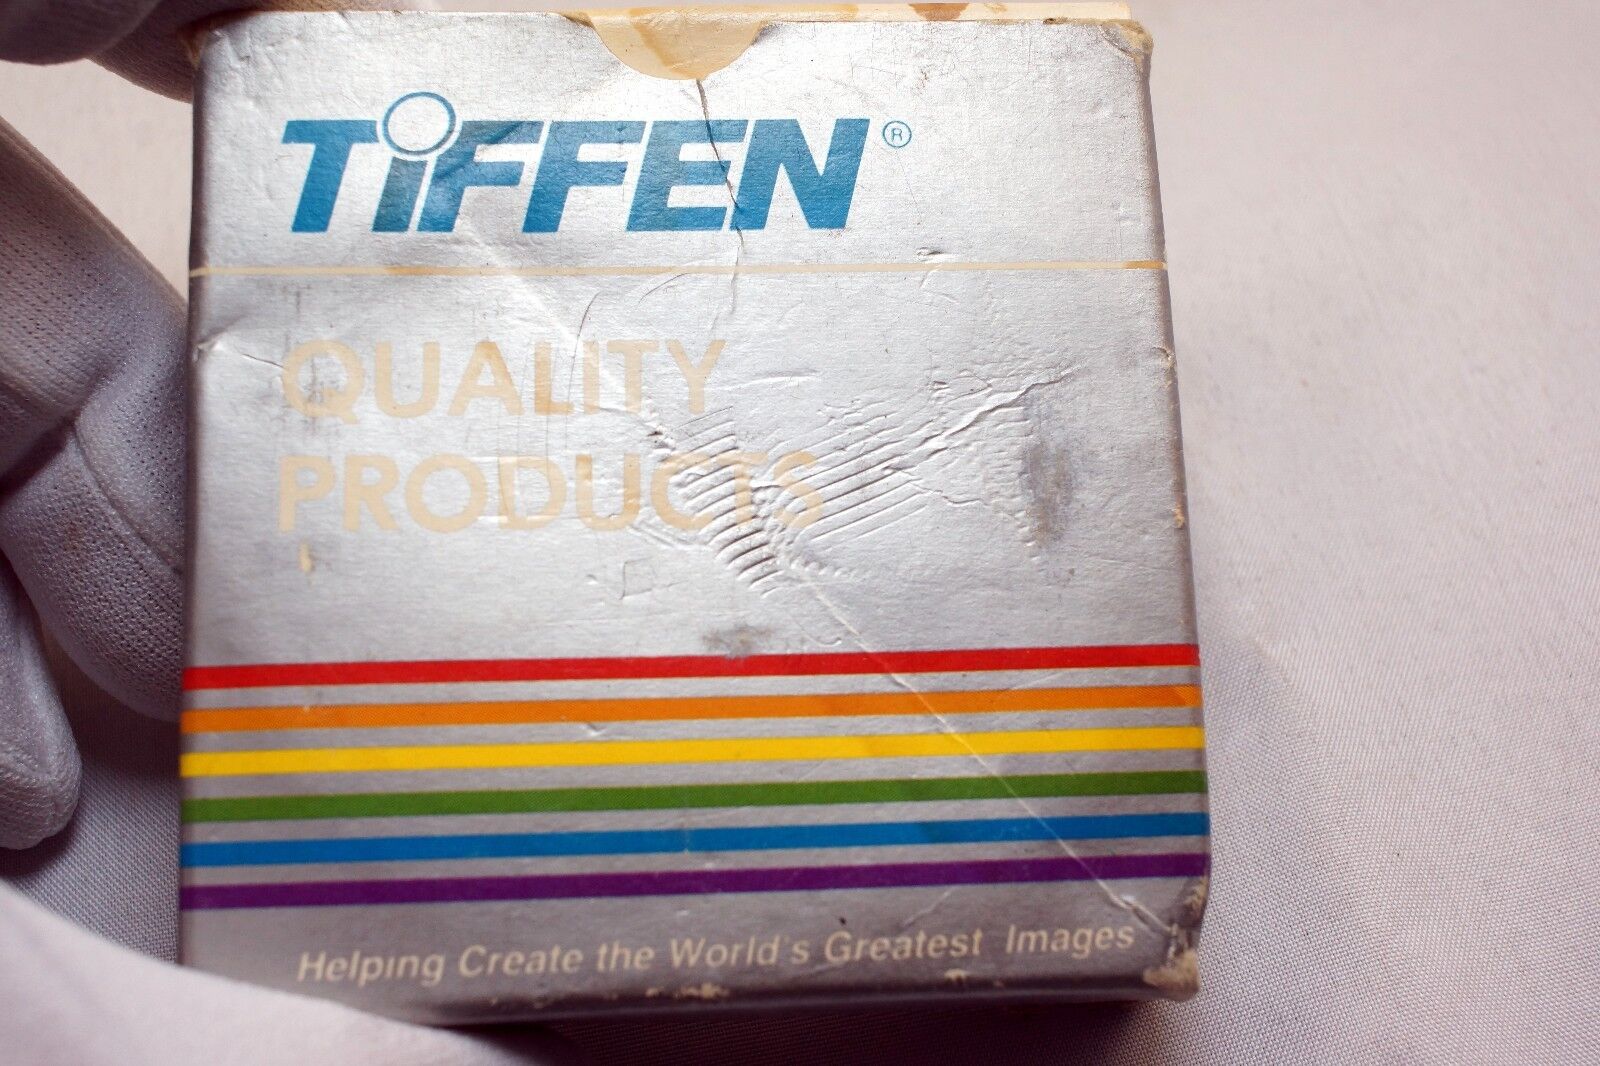 TiFFEN®
QUALITY
PRODUCTS
Helping Create the World's Greatest Images